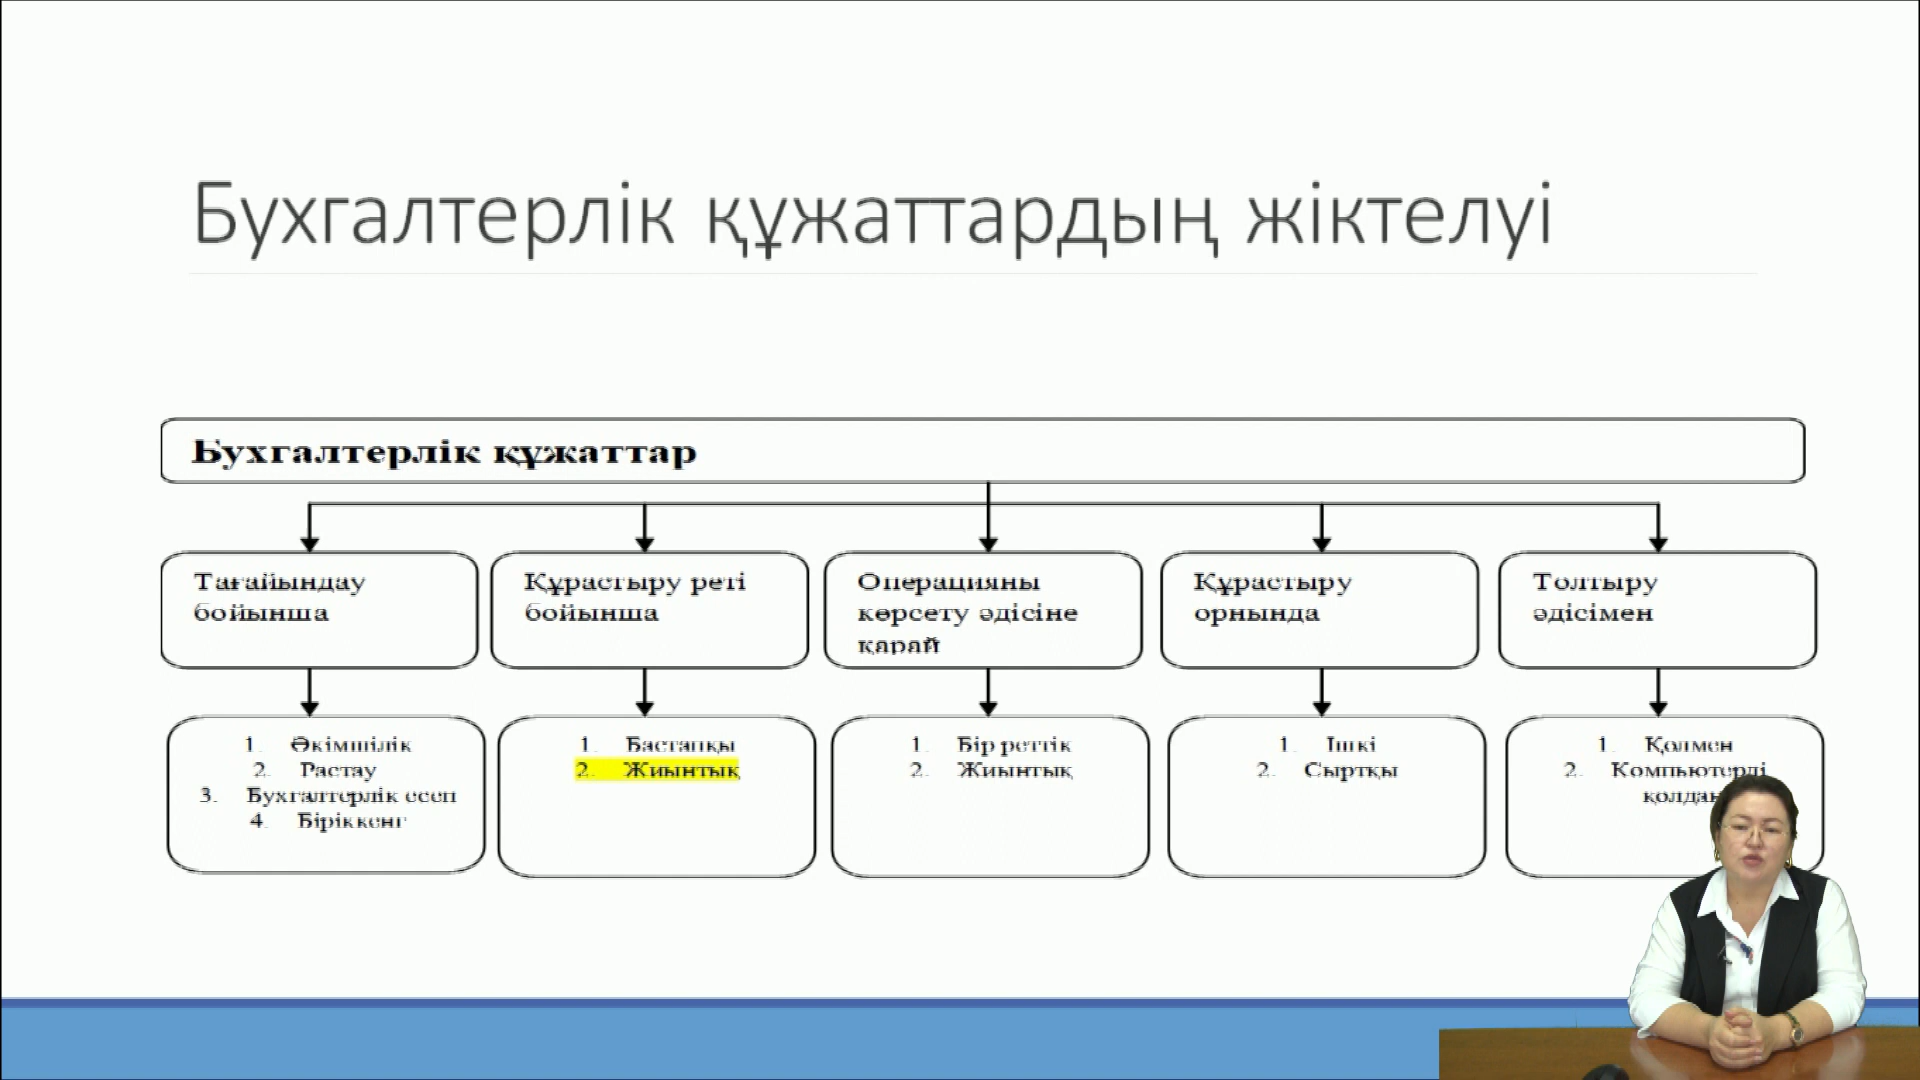 Бухгалтерлік құжаттардың жіктелуі
Бухгалтерлік құжаттар
Тағайындау
бойынша
Құрастыру реті
бойынша
Операцияны
көрсету әдісіне
қарай
Құрастыру
орнында
Толтыру
әдісімен
1. Әкімшілік
2. Растау
3. Бухгалтерлік есеп
4. Біріккенг
1. Бастапқы
2. Жиынтық
1. Бір реттік
2. Жиынтық
1. Ішкі
2. Сыртқы
1. Қолмен
2. Компьютерді